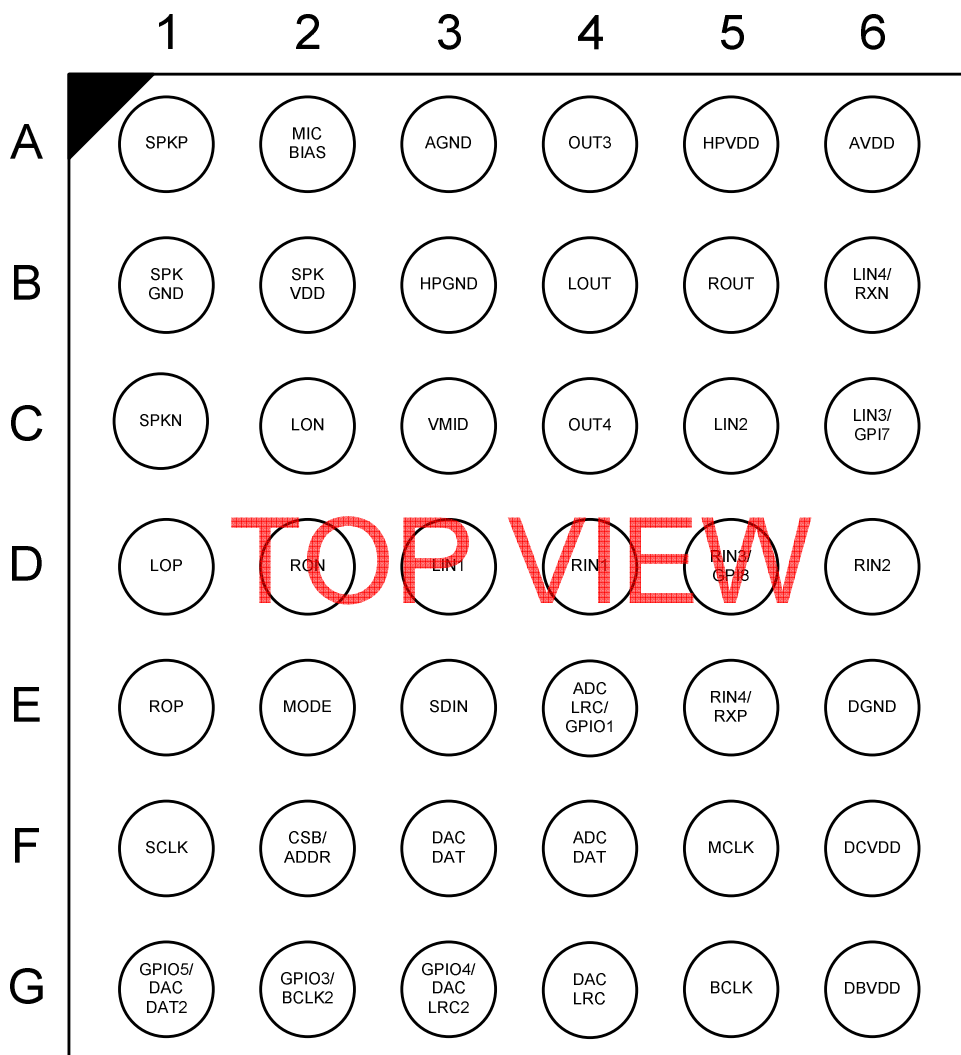 1 2 3 4 5 6
A
SPKP
MIC
BIAS
AGND
OUT3
HPVDD
AVDD
B
SPK
GND
SPK
VDD
HPGND
LOUT
ROUT
LIN4/
RXN
C
SPKN
LON
VMID
OUT4
LIN2
LIN3/
GPI7
TOP VIEW
D
LOP
RON
LIN1
RIN1
RIN3/
GPI8
RIN2
E
ROP
MODE
SDIN
ADC
LRC/
GPIO1
RIN4/
RXP
DGND
F
SCLK
CSB/
ADDR
DAC
DAT
ADC
DAT
MCLK
DCVDD
G
GPIO5/
DAC
DAT2
GPIO3/
BCLK2
GPIO4/
DAC
LRC2
DAC
LRC
BCLK
DBVDD